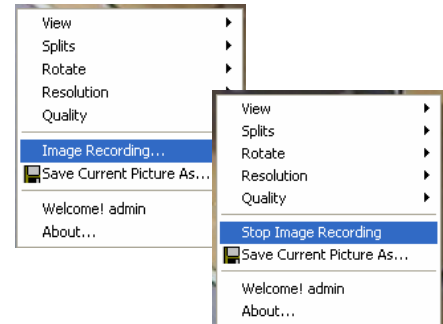 View
Splits
Rotate
Resolution
Quality
Image Recording...
Save Current Picture As...
Welcome! admin
About...
View
Splits
Rotate
Resolution
Quality
Stop Image Recording
Save Current Picture As...
Welcome! admin
About...